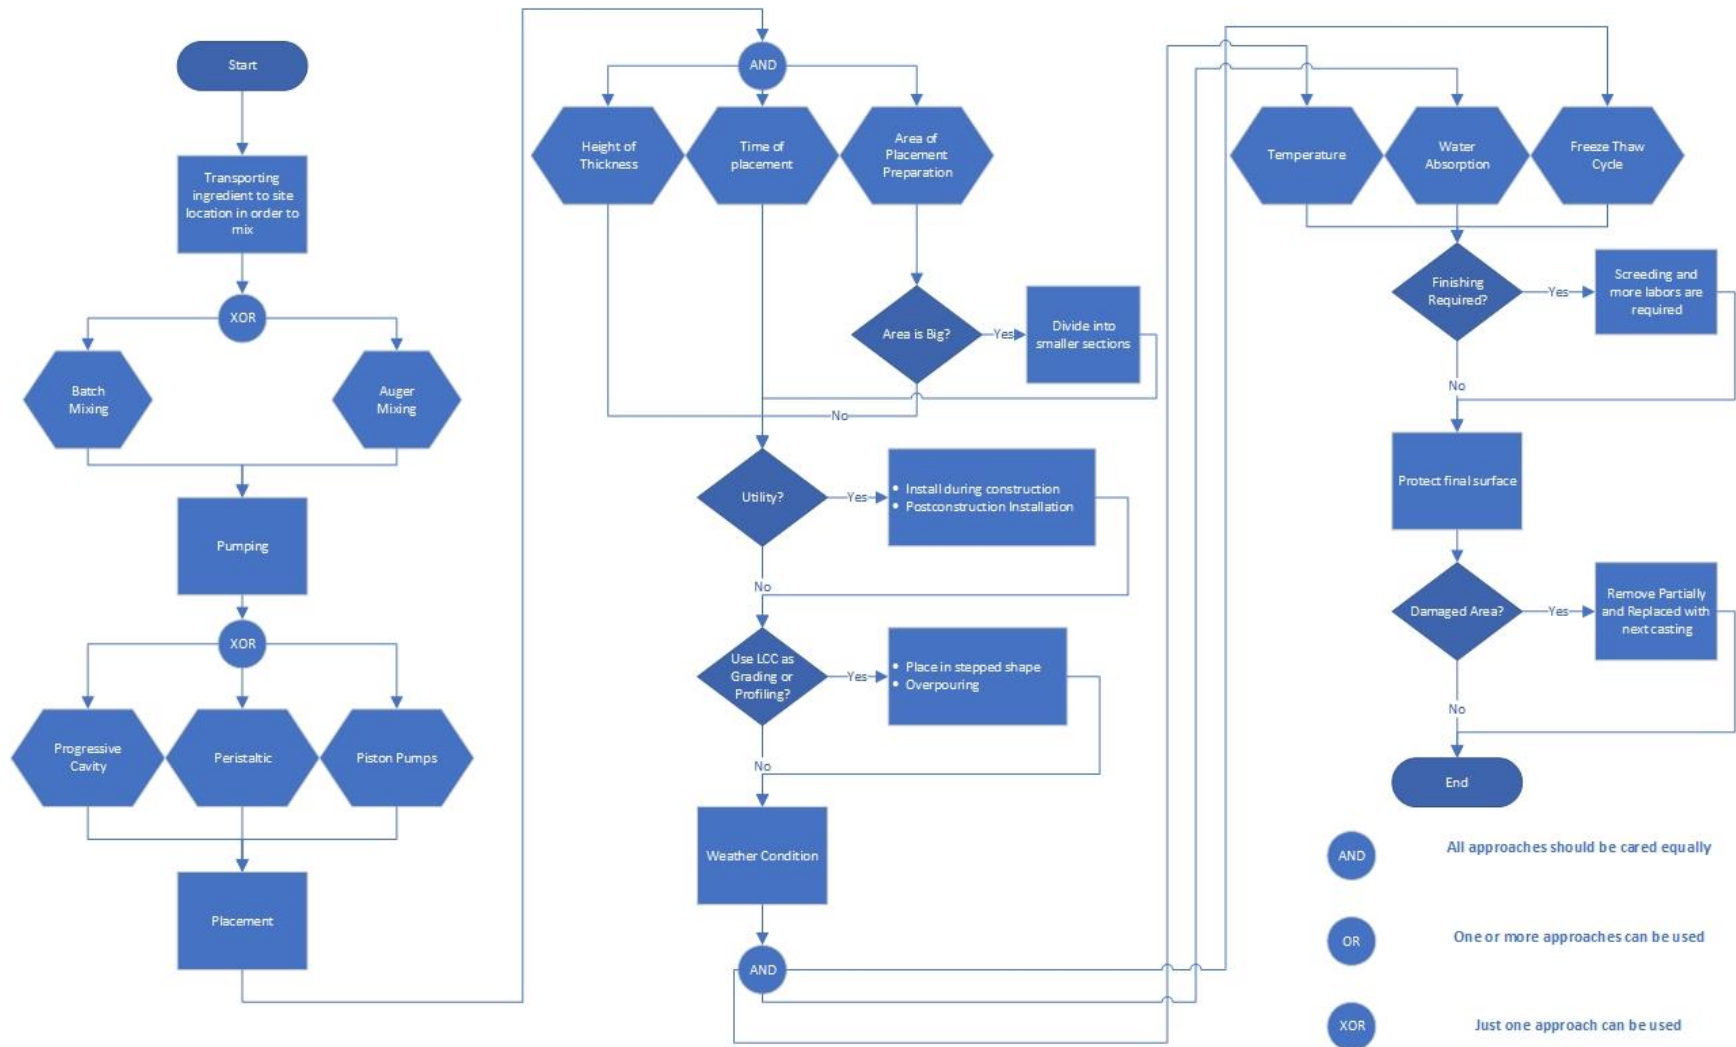 Start
Transporting
ingredient to site
location in order to
mix
XOR
Batch
Mixing
Auger
Mixing
Pumping
XOR
Progressive
Cavity
Peristaltic
Piston Pumps
Placement
AND
Height of
Thickness
Time of
placement
Area of
Placement
Preparation
Area is Big?
Yes
Divide into
smaller sections
No
Utility?
Yes
• Install during construction
• Postconstruction Installation
No
Use LCC as
Grading or
Profiling?
Yes
• Place in stepped shape
• Overpouring
No
Weather Condition
AND
Temperature
Water
Absorption
Freeze Thaw
Cycle
Finishing
Required?
Yes
Screeding and
more labors are
required
No
Protect final surface
Damaged Area?
Yes
Remove Partially
and Replaced with
next casting
No
End
AND
All approaches should be cared equally
OR
One or more approaches can be used
XOR
Just one approach can be used